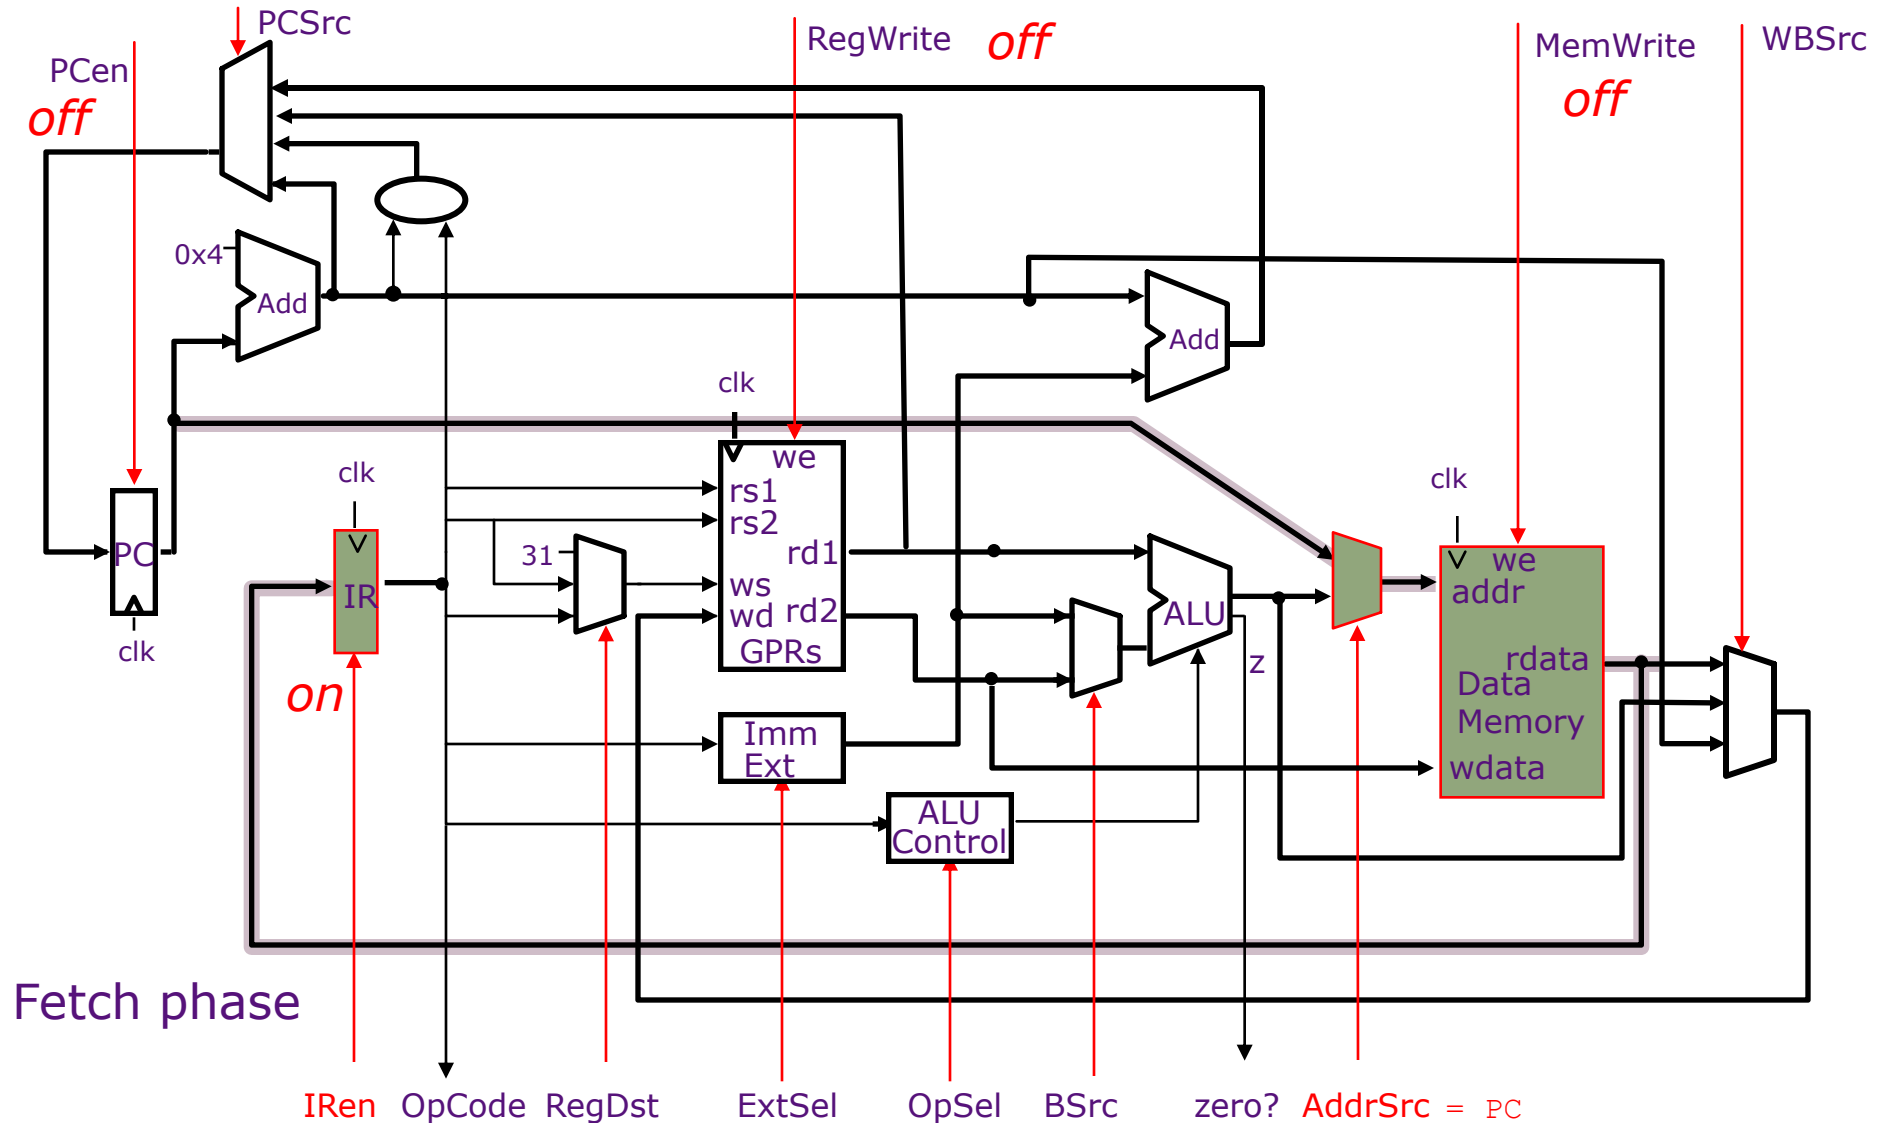 PCSrc
RegWrite off
MemWrite
off
WBSrc
PCen
off
0x4
Add
Add
clk
clk
clk
we
rs1
rs2
rd1
31
ws
wd rd2
GPRs
PC
clk
IR
on
ALU
z
we
addr
rdata
Data
Memory
wdata
Imm
Ext
ALU
Control
Fetch phase
IRen OpCode RegDst ExtSel OpSel BSrc zero? AddrSrc = PC